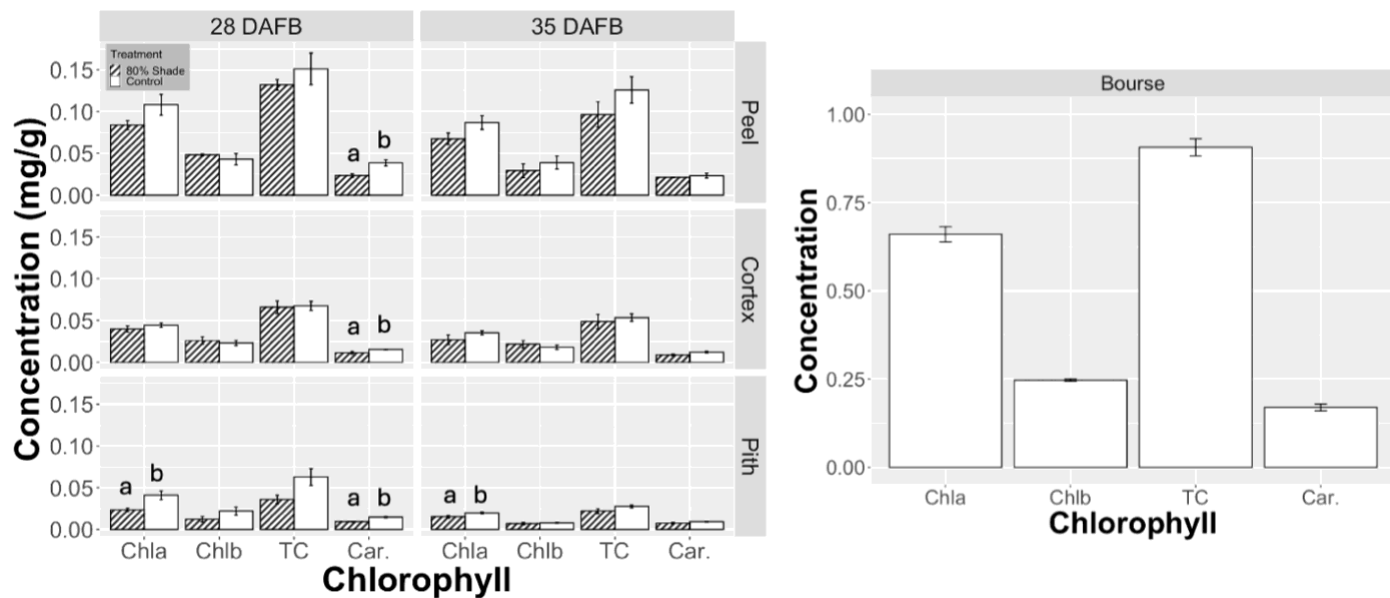 28 DAFB
35 DAFB
Treatment
80% Shade
Control
Concentration (mg/g)
0.15
0.10
0.05
0.00
a
b
Peel
0.15
0.10
0.05
0.00
a
b
Cortex
0.15
0.10
0.05
0.00
a
b
a
b
a
b
Pith
Chla Chlb TC Car.
Chla Chlb TC Car.
Chlorophyll
Bourse
Concentration
1.00
0.75
0.50
0.25
0.00
Chla Chlb TC Car.
Chlorophyll